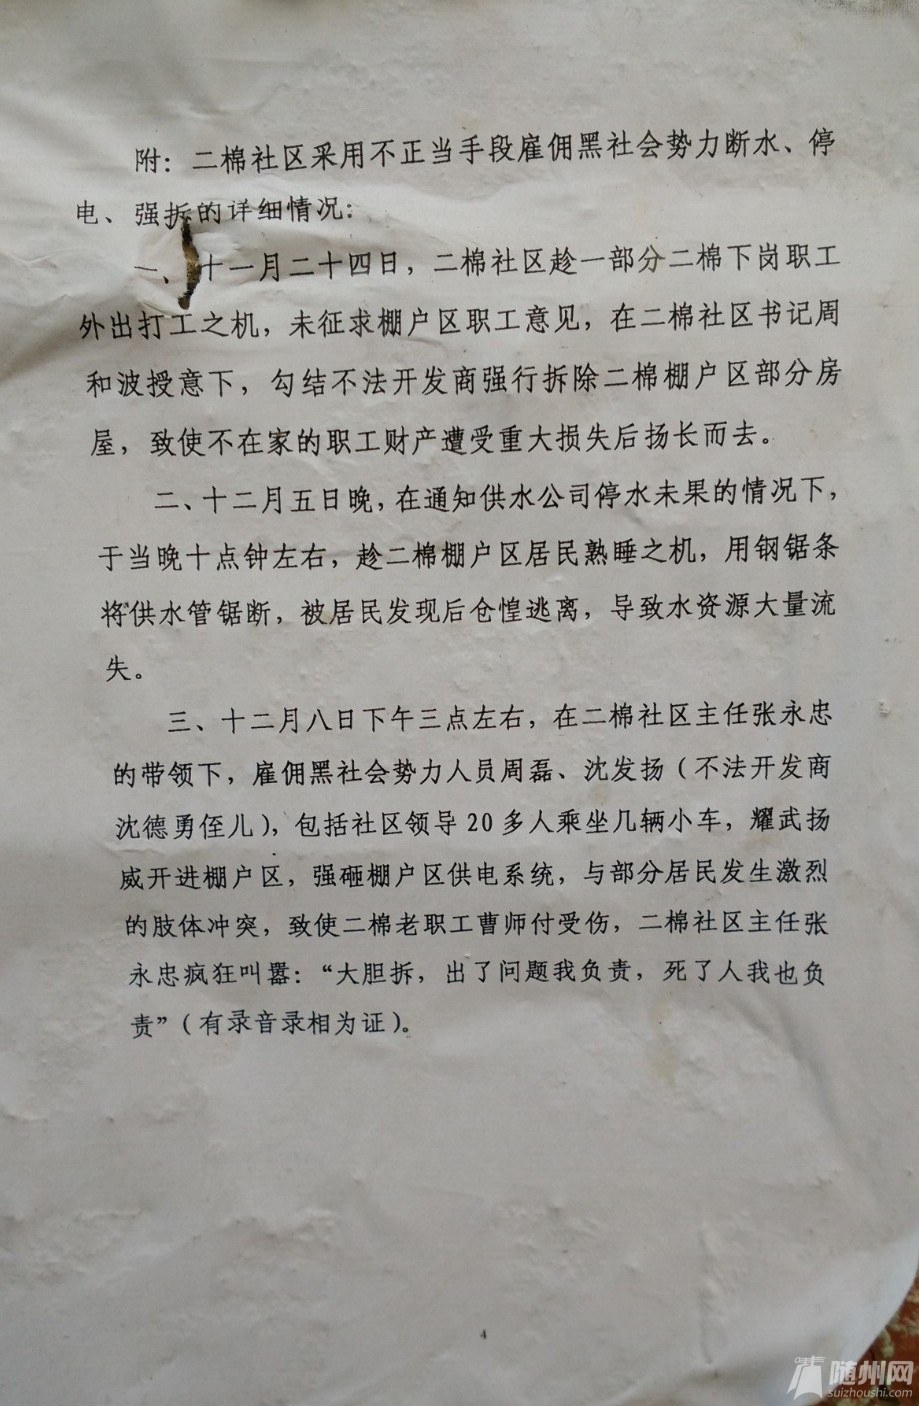 附：二棉社区采用不正当手段雇佣黑社会势力断水、停
电、强拆的详细情况：
一、十一月二十四日，二棉社区趁一部分二棉下岗职工
外出打工之机，未征求棚户区职工意见，在二棉社区书记周
和波授意下，勾结不法开发商强行拆除二棉棚户区部分房
屋，致使不在家的职工财产遭受重大损失后扬长而去。
二、十二月五日晚，在通知供水公司停水未果的情况下，
于当晚十点钟左右，趁二棉棚户区居民熟睡之机，用钢锯条
将供水管锯断，被居民发现后仓惶逃离，导致水资源大量流
失。
三、十二月八日下午三点左右，在二棉社区主任张永忠
的带领下，雇佣黑社会势力人员周磊、沈发扬（不法开发商
沈德勇侄儿），包括社区领导20多人乘坐几辆小车，耀武扬
威开进棚户区，强砸棚户区供电系统，与部分居民发生激烈
的肢体冲突，致使二棉老职工曹师付受伤，二棉社区主任张
永忠疯狂叫嚣：“大胆拆，出了问题我负责，死了人我也负
责”（有录音录相为证）。
4
随州网
suizhoushi.com